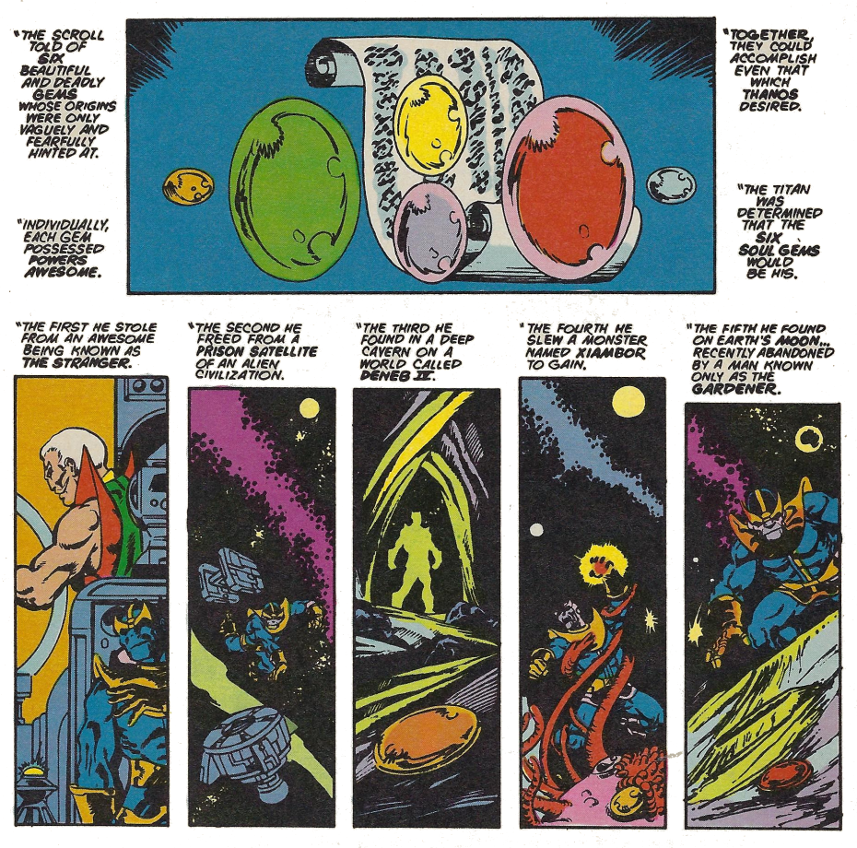 "THE SCROLL
TOLD OF
SIX
BEAUTIFUL
AND DEADLY
GEMS
WHOSE ORIGINS
WERE ONLY
VAGUELY AND
FEARFULLY
HINTED AT.
"INDIVIDUALLY,
EACH GEM
POSSESSED
POWERS
AWESOME.
"TOGETHER,
THEY COULD
ACCOMPLISH
EVEN THAT
WHICH
THANOS
DESIRED.
"THE TITAN
WAS
DETERMINED
THAT THE
SIX
SOUL GEMS
WOULD
BE HIS.
"THE FIRST HE STOLE
FROM AN AWESOME
BEING KNOWN AS
THE STRANGER.
"THE SECOND HE
FREED FROM A
PRISON SATELLITE
OF AN ALIEN
CIVILIZATION.
"THE THIRD HE
FOUND IN A DEEP
CAVERN ON A
WORLD CALLED
DENEB IV.
"THE FOURTH HE
SLEW A MONSTER
NAMED XIAMBOR
TO GAIN.
"THE FIFTH HE FOUND
ON EARTH'S MOON...
RECENTLY ABANDONED
BY A MAN KNOWN
ONLY AS THE
GARDENER.